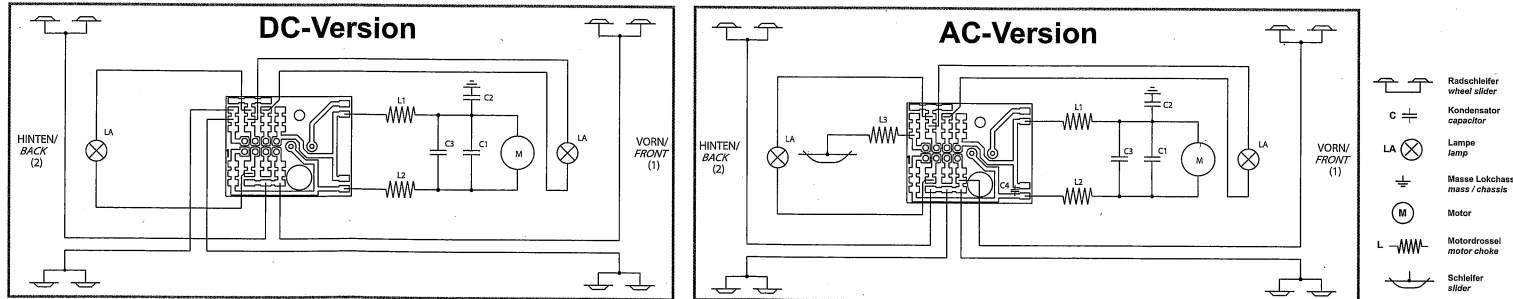 DC-Version
LA
HINTEN/
BACK
(2)
1
L1
C2
C3
C1
M
L2
LA
VORN/
FRONT
(1)
AC-Version
LA
L3
HINTEN/
BACK
(2)
1
C4
L1
C2
C3
C1
M
L2
LA
VORN/
FRONT
(1)
Radschleifer
wheel slider
C
Kondensator
capacitor
LA
Lampe
lamp
Masse Lokchass
mass / chassis
M
Motor
L
Motordrossel
motor choke
Schleifer
slider